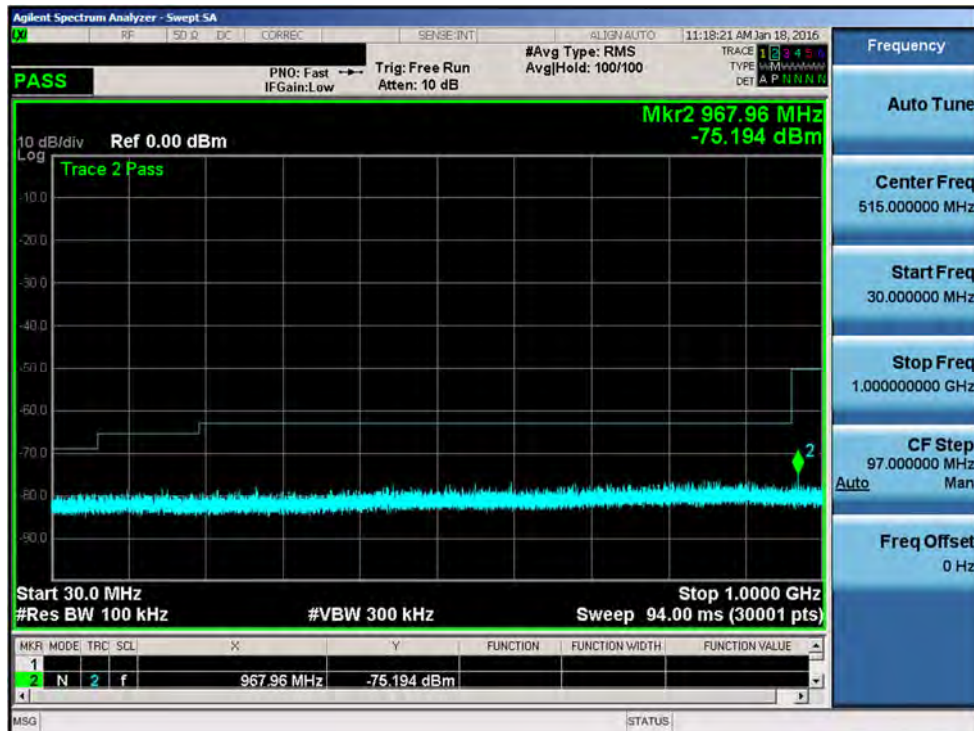 Agilent Spectrum Analyzer - Swept SA
LXI RF 50 Ω DC CORREC SENSE:INT ALIGN AUTO 11:18:21 AM Jan 18, 2016
PASS
PNO: Fast
IFGain:Low
Trig: Free Run
Atten: 10 dB
#Avg Type: RMS
Avg|Hold: 100/100
TRACE 1 2 3 4 5 6
TYPE
DET A P N N N N
Mkr2 967.96 MHz
-75.194 dBm
10 dB/div Ref 0.00 dBm
Log
Trace 2 Pass
-10.0
-20.0
-30.0
-40.0
-50.0
-60.0
-70.0
-80.0
-90.0
2
Start 30.0 MHz Stop 1.0000 GHz
#Res BW 100 kHz #VBW 300 kHz Sweep 94.00 ms (30001 pts)
MKR MODE TRC SCL X Y FUNCTION FUNCTION WIDTH FUNCTION VALUE
1
2 N 2 f 967.96 MHz -75.194 dBm
MSG STATUS
Frequency
Auto Tune
Center Freq
515.000000 MHz
Start Freq
30.000000 MHz
Stop Freq
1.000000000 GHz
CF Step
97.000000 MHz
Auto Man
Freq Offset
0 Hz